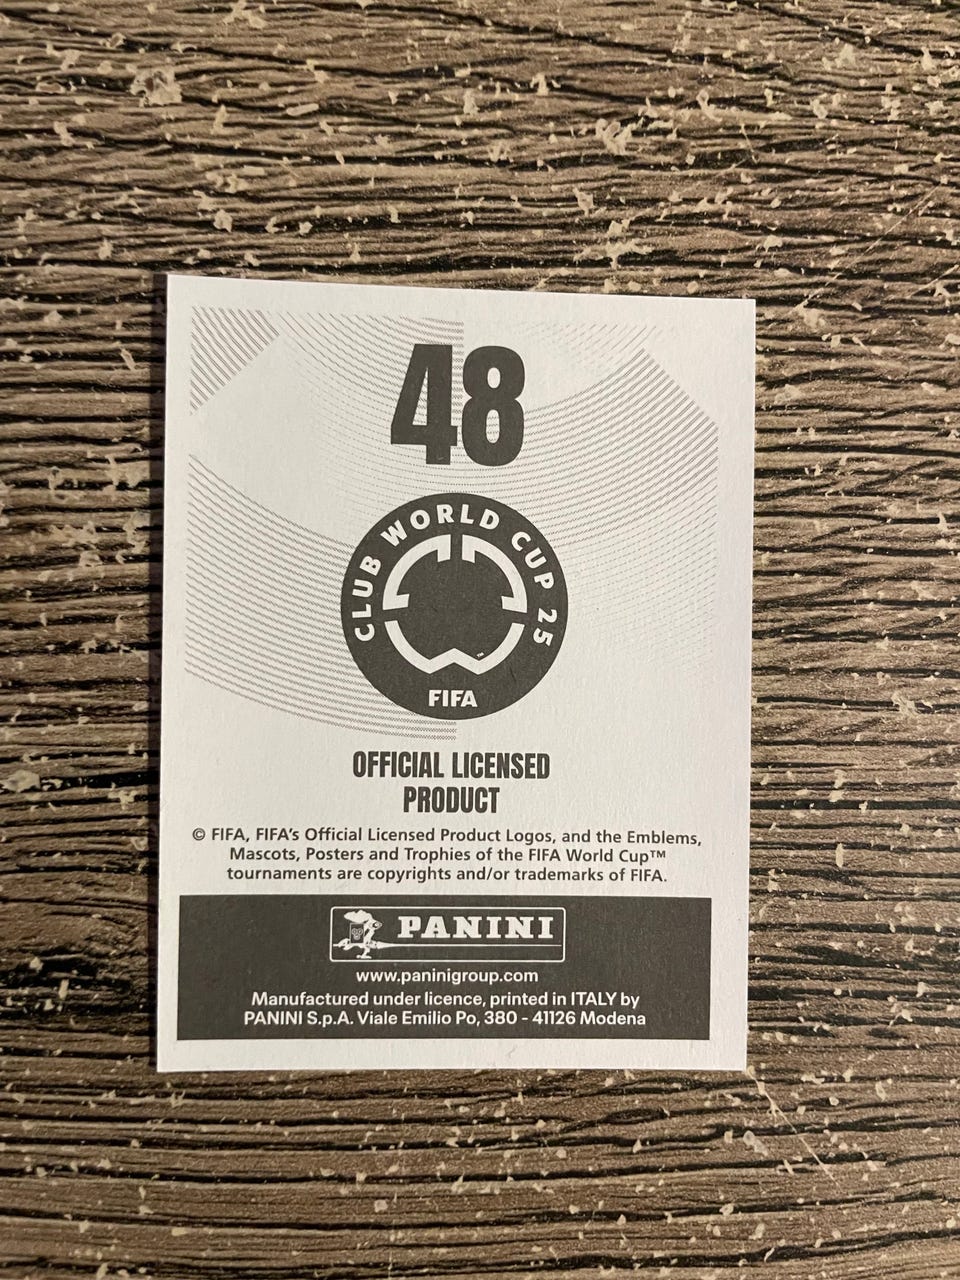 48
CLUB WORLD CUP 25
™
FIFA
OFFICIAL LICENSED
PRODUCT
© FIFA, FIFA's Official Licensed Product Logos, and the Emblems,
Mascots, Posters and Trophies of the FIFA World Cup™
tournaments are copyrights and/or trademarks of FIFA.
PANINI
www.paninigroup.com
Manufactured under licence, printed in ITALY by
PANINI S.p.A. Viale Emilio Po, 380 - 41126 Modena